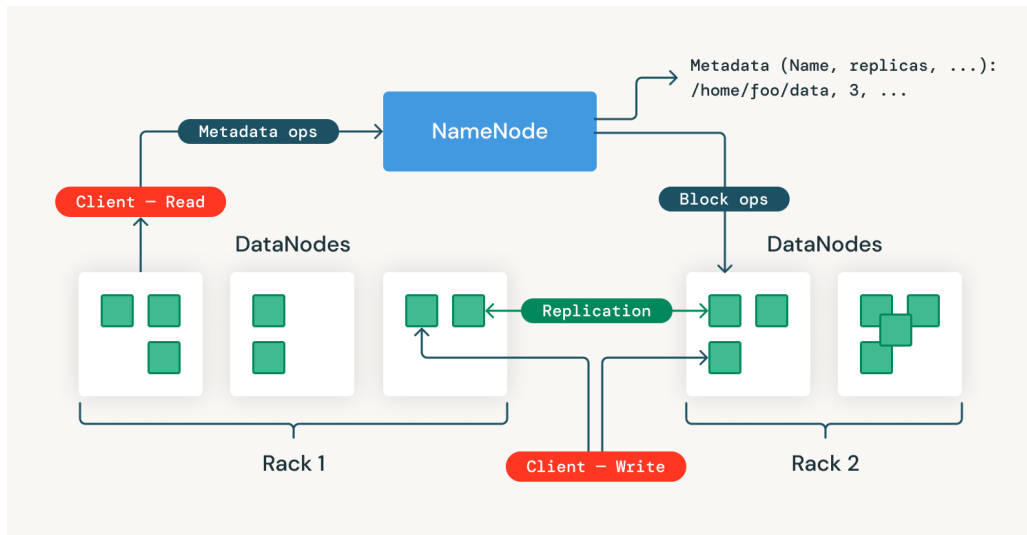 Metadata (Name, replicas, ...):
/home/foo/data, 3, ...
NameNode
Metadata ops
Client — Read
Block ops
DataNodes
DataNodes
Replication
Rack 1
Client — Write
Rack 2